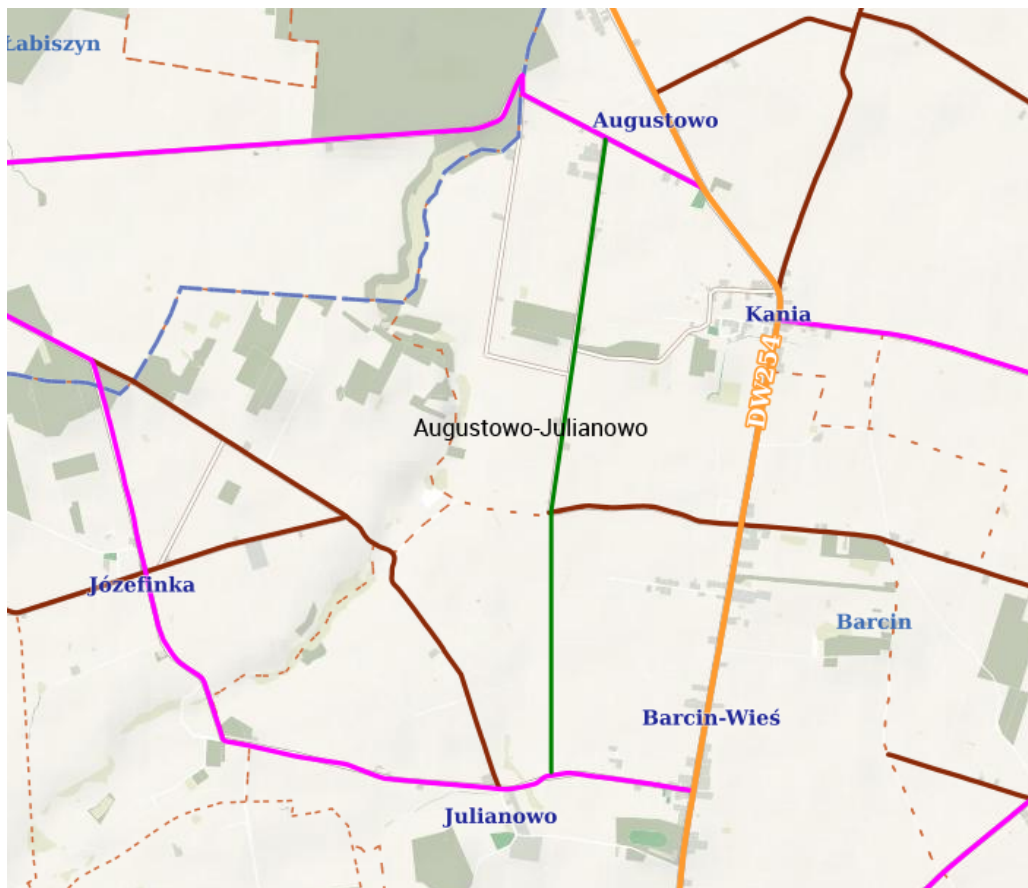 Łabiszyn
Augustowo
Kania
DW254
Augustowo-Julianowo
Józefinka
Barcin
Barcin-Wieś
Julianowo